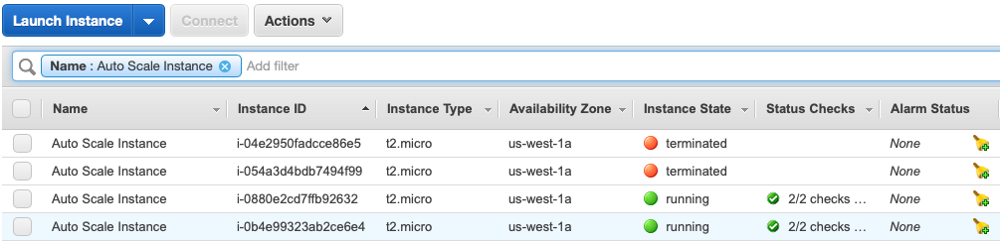 Launch Instance Connect Actions
Name : Auto Scale Instance Add filter
Name Instance ID Instance Type Availability Zone Instance State Status Checks Alarm Status
Auto Scale Instance i-04e2950fadcce86e5 t2.micro us-west-1a terminated None
Auto Scale Instance i-054a3d4bdb7494f99 t2.micro us-west-1a terminated None
Auto Scale Instance i-0880e2cd7ffb92632 t2.micro us-west-1a running 2/2 checks ... None
Auto Scale Instance i-0b4e99323ab2ce6e4 t2.micro us-west-1a running 2/2 checks ... None